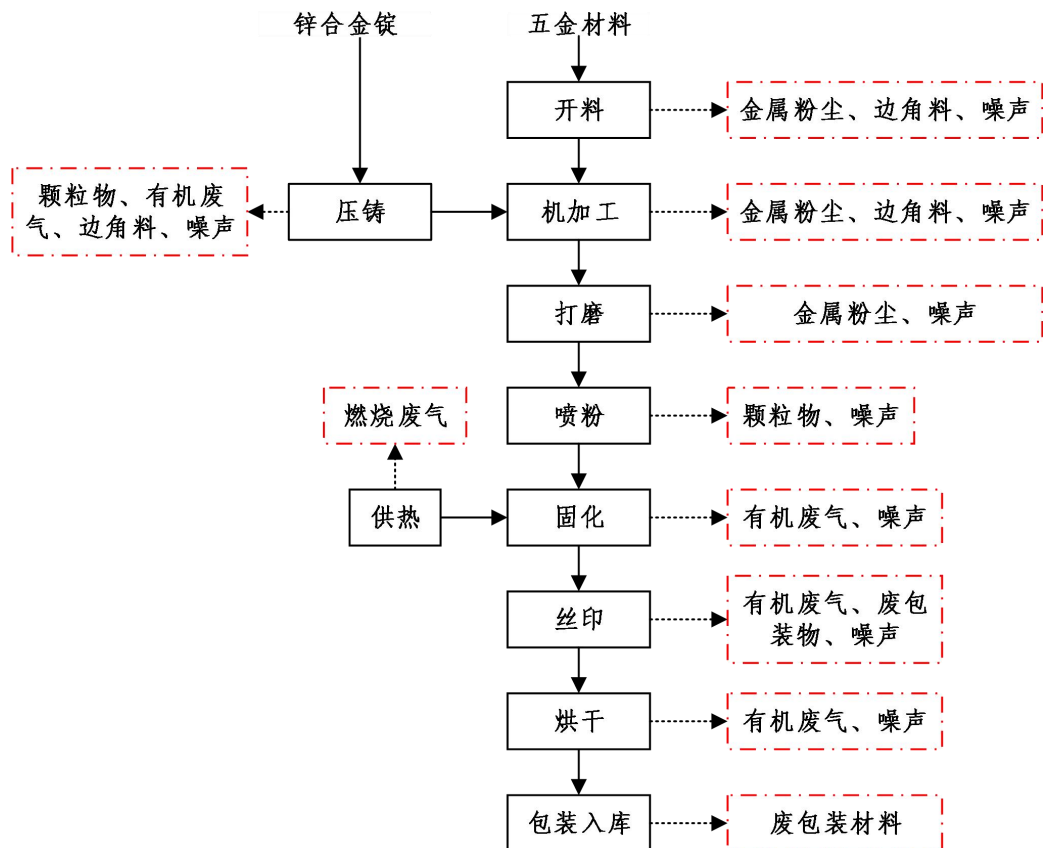 锌合金锭
五金材料
开料
金属粉尘、边角料、噪声
颗粒物、有机废
气、边角料、噪声
压铸
机加工
金属粉尘、边角料、噪声
打磨
金属粉尘、噪声
燃烧废气
喷粉
颗粒物、噪声
供热
固化
有机废气、噪声
丝印
有机废气、废包
装物、噪声
烘干
有机废气、噪声
包装入库
废包装材料